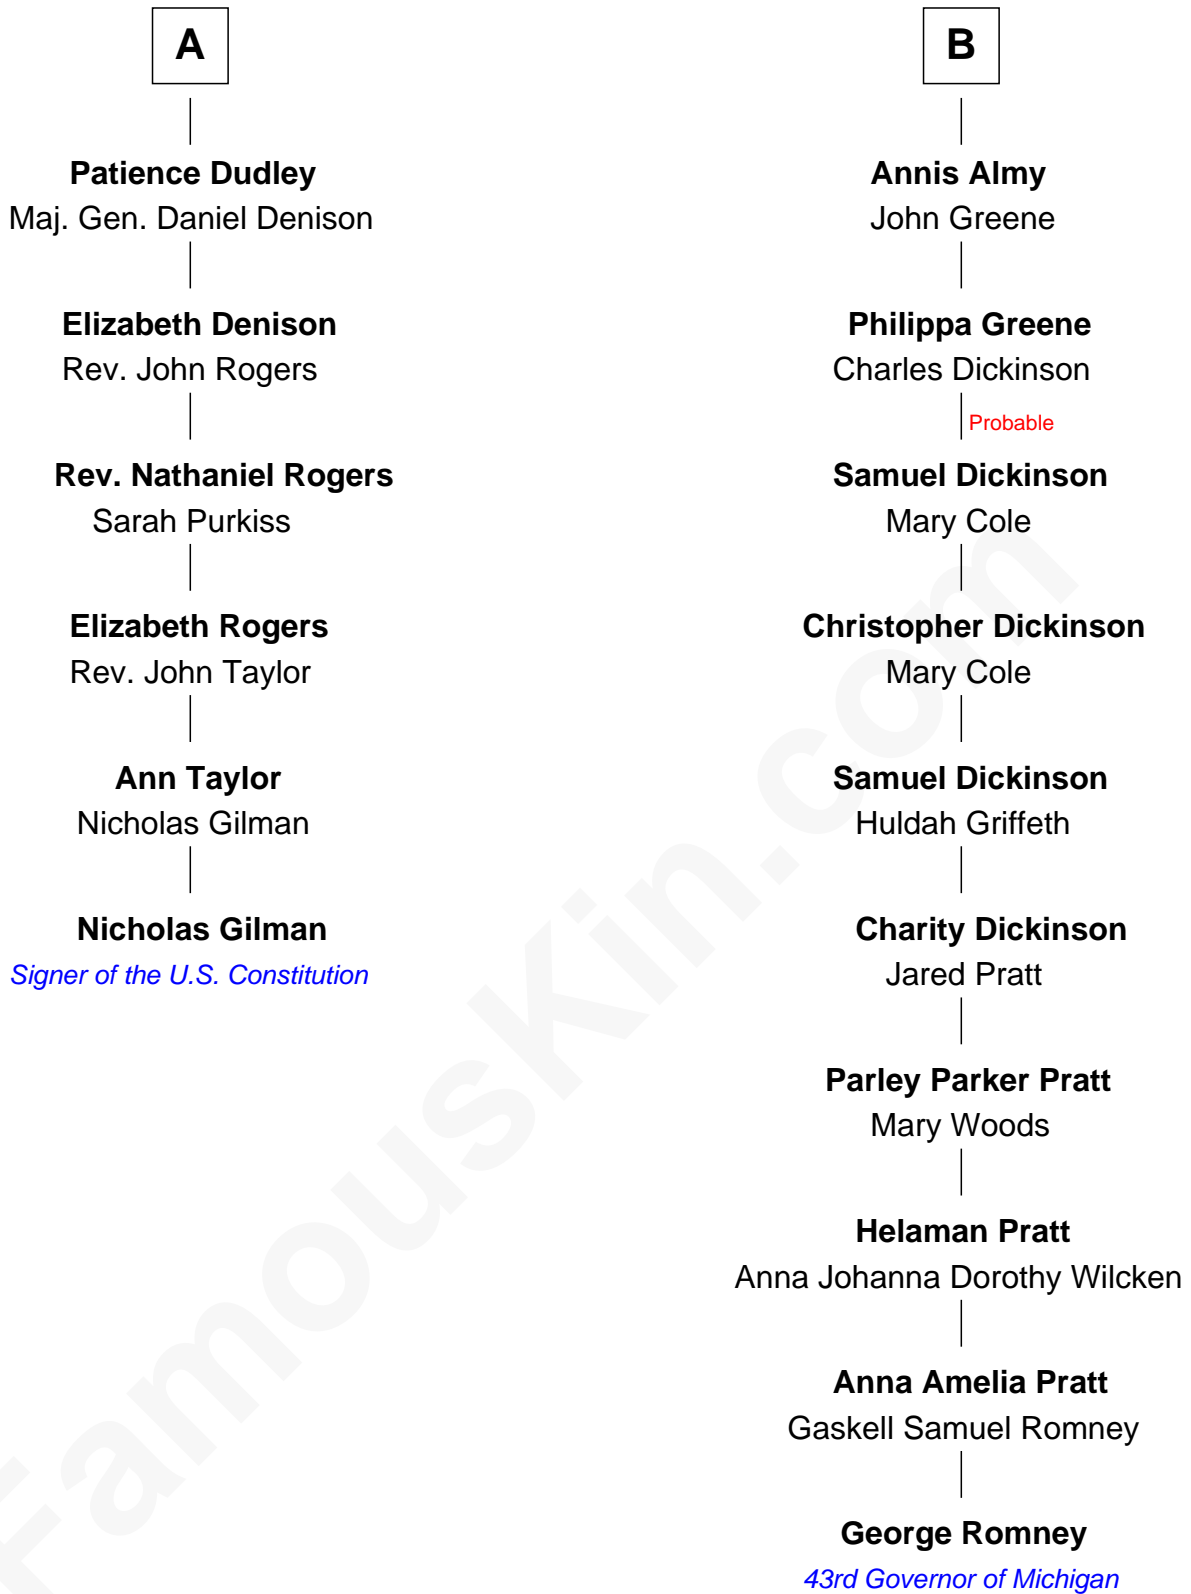 A
Patience Dudley
Maj. Gen. Daniel Denison
Elizabeth Denison
Rev. John Rogers
Rev. Nathaniel Rogers
Sarah Purkiss
Elizabeth Rogers
Rev. John Taylor
Ann Taylor
Nicholas Gilman
Nicholas Gilman
Signer of the U.S. Constitution
B
Annis Almy
John Greene
Philippa Greene
Charles Dickinson
Probable
Samuel Dickinson
Mary Cole
Christopher Dickinson
Mary Cole
Samuel Dickinson
Huldah Griffeth
Charity Dickinson
Jared Pratt
Parley Parker Pratt
Mary Woods
Helaman Pratt
Anna Johanna Dorothy Wilcken
Anna Amelia Pratt
Gaskell Samuel Romney
George Romney
43rd Governor of Michigan
FamousKin.com